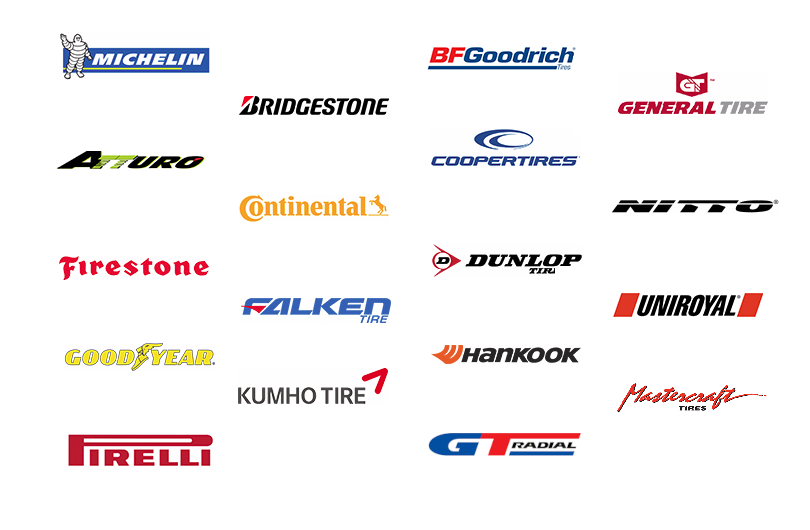 MICHELIN
ATTURO
Firestone
GOODYEAR
PIRELLI
BRIDGESTONE
Continental
FALKEN
TIRE
KUMHO TIRE
BFGoodrich®
Tires
COOPERTIRES
DUNLOP
TIRE
HANKOOK
GT RADIAL
GT™
GENERAL TIRE
NITTO®
UNIROYAL®
Mastercraft
TIRES